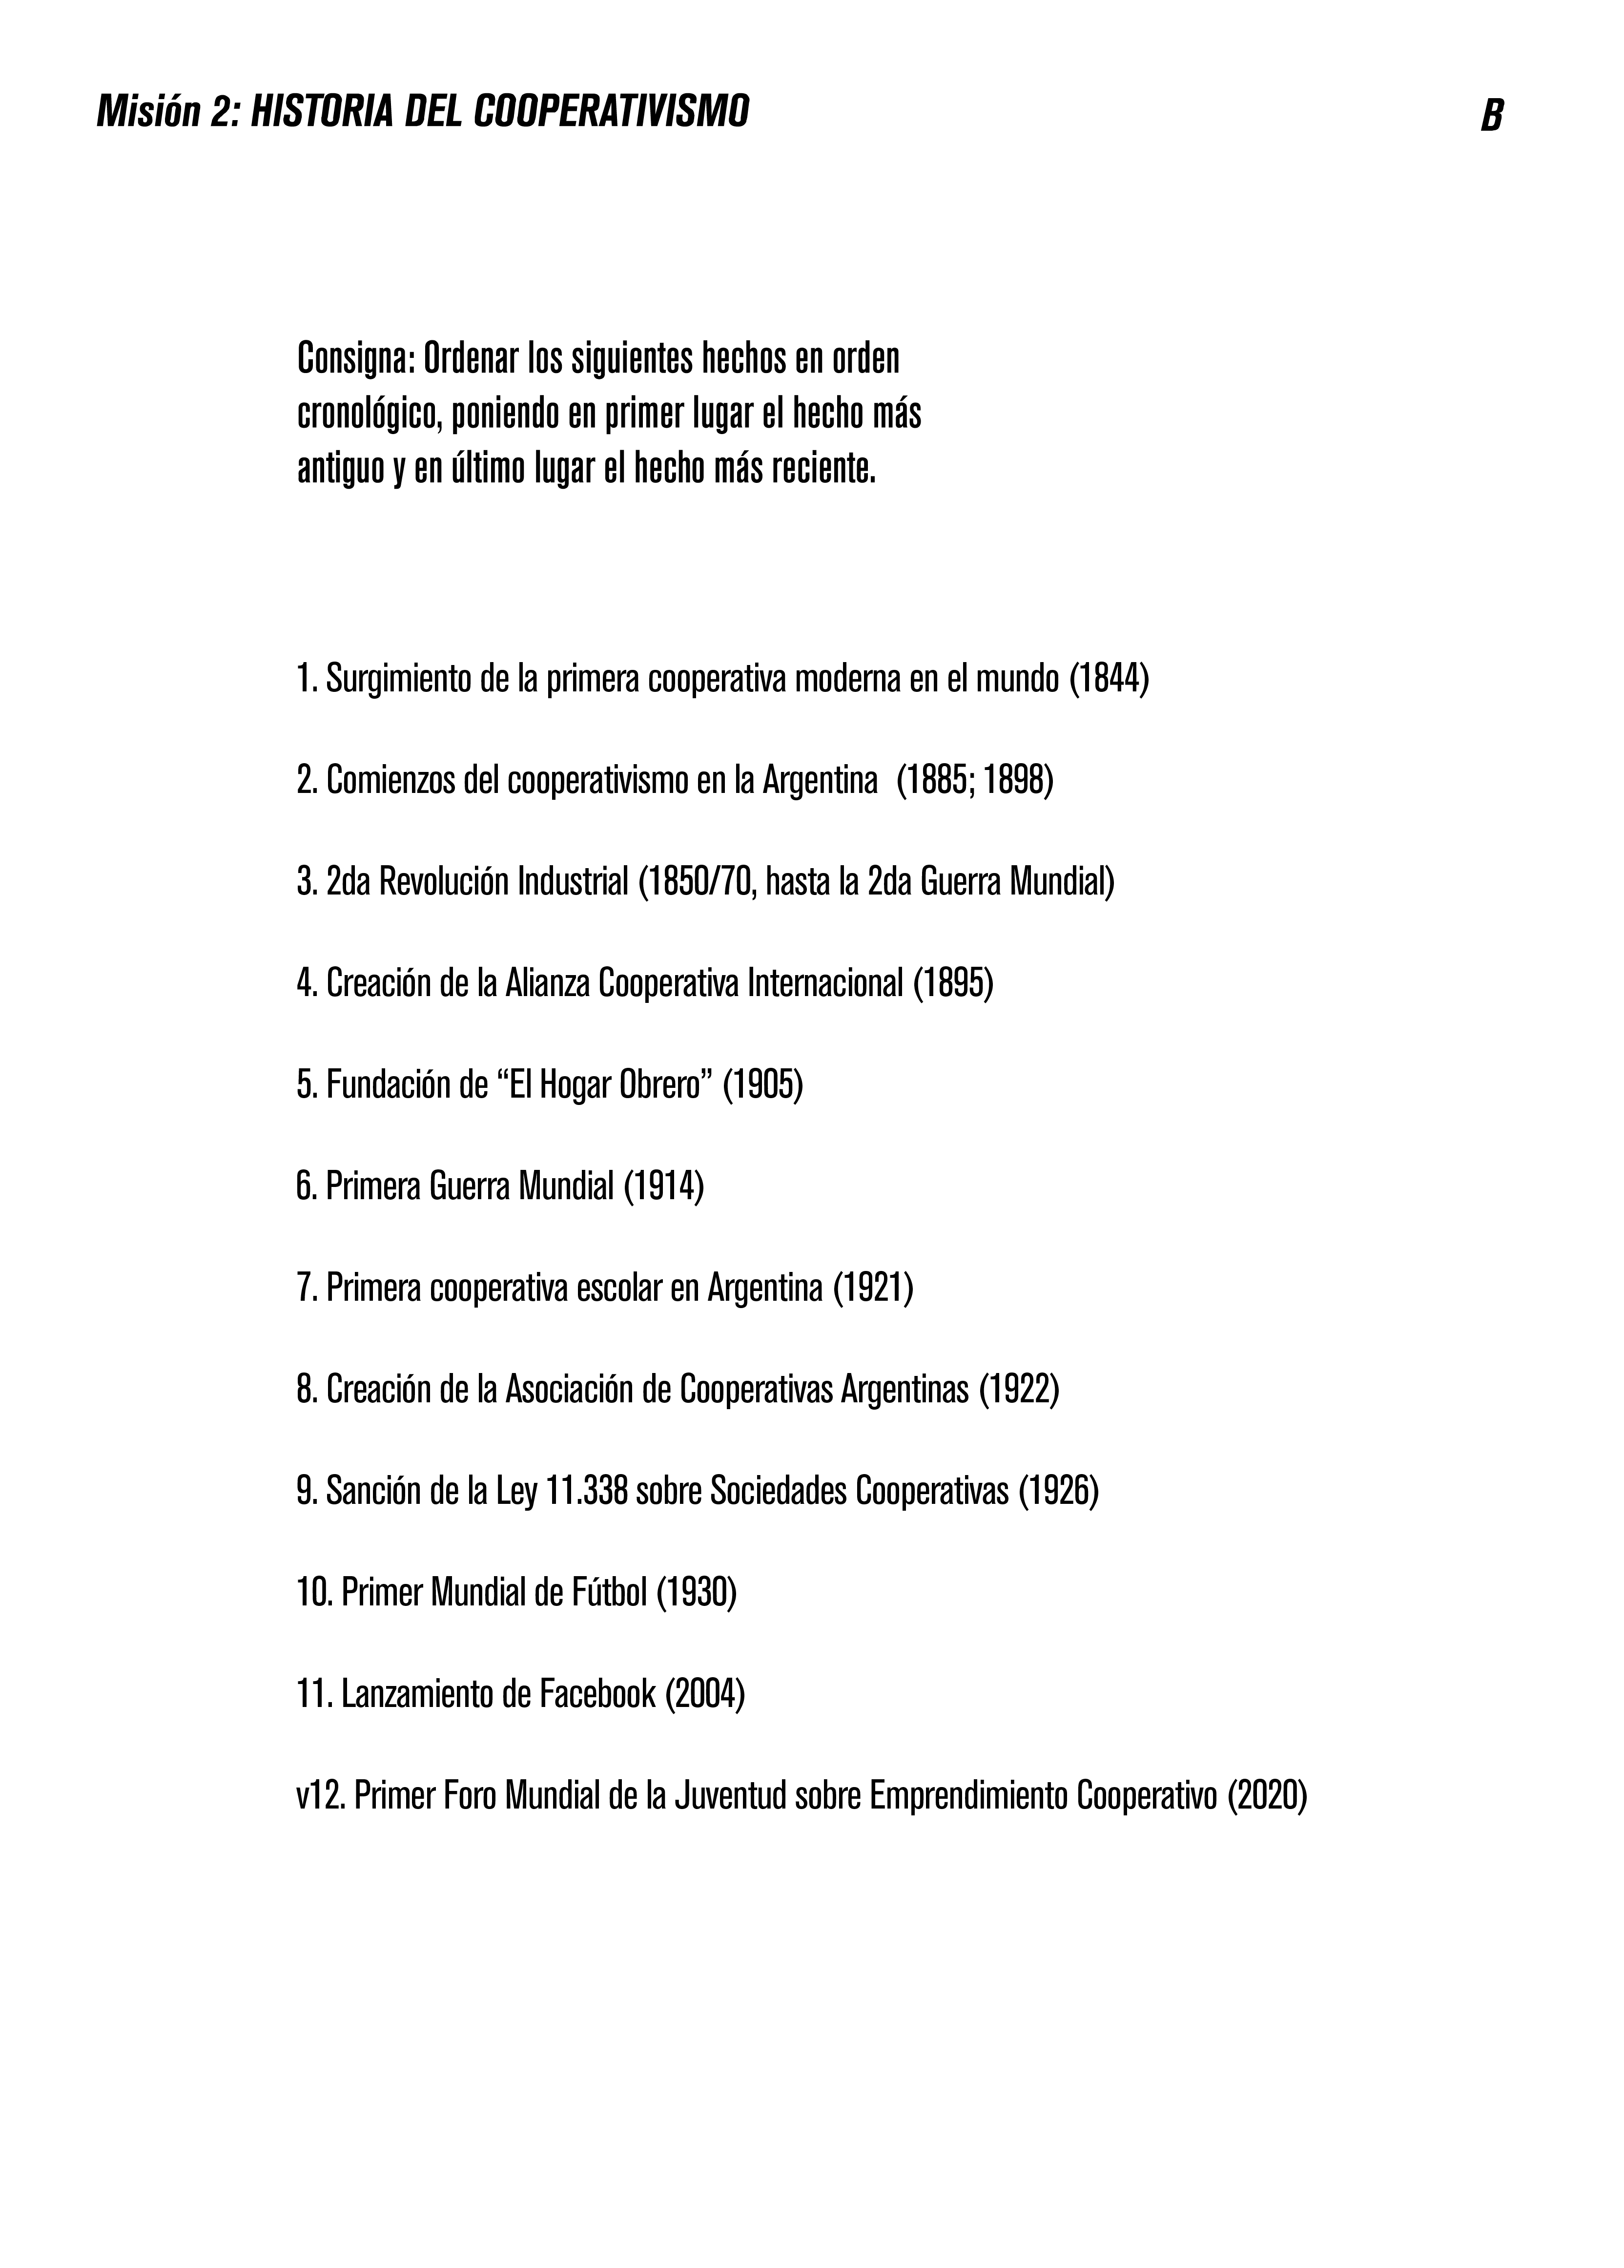 Misión 2: HISTORIA DEL COOPERATIVISMO
B
Consigna: Ordenar los siguientes hechos en orden
cronológico, poniendo en primer lugar el hecho más
antiguo y en último lugar el hecho más reciente.
1. Surgimiento de la primera cooperativa moderna en el mundo (1844)
2. Comienzos del cooperativismo en la Argentina  (1885; 1898)
3. 2da Revolución Industrial (1850/70, hasta la 2da Guerra Mundial)
4. Creación de la Alianza Cooperativa Internacional (1895)
5. Fundación de “El Hogar Obrero” (1905)
6. Primera Guerra Mundial (1914)
7. Primera cooperativa escolar en Argentina (1921)
8. Creación de la Asociación de Cooperativas Argentinas (1922)
9. Sanción de la Ley 11.338 sobre Sociedades Cooperativas (1926)
10. Primer Mundial de Fútbol (1930)
11. Lanzamiento de Facebook (2004)
v12. Primer Foro Mundial de la Juventud sobre Emprendimiento Cooperativo (2020)